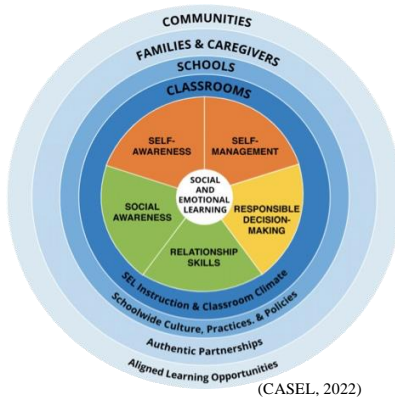 COMMUNITIES
FAMILIES & CAREGIVERS
SCHOOLS
CLASSROOMS
SELF-
AWARENESS
SELF-
MANAGEMENT
SOCIAL
AND
EMOTIONAL
LEARNING
SOCIAL
AWARENESS
RESPONSIBLE
DECISION-
MAKING
RELATIONSHIP
SKILLS
SEL Instruction & Classroom Climate
Schoolwide Culture, Practices, & Policies
Authentic Partnerships
Aligned Learning Opportunities
(CASEL, 2022)